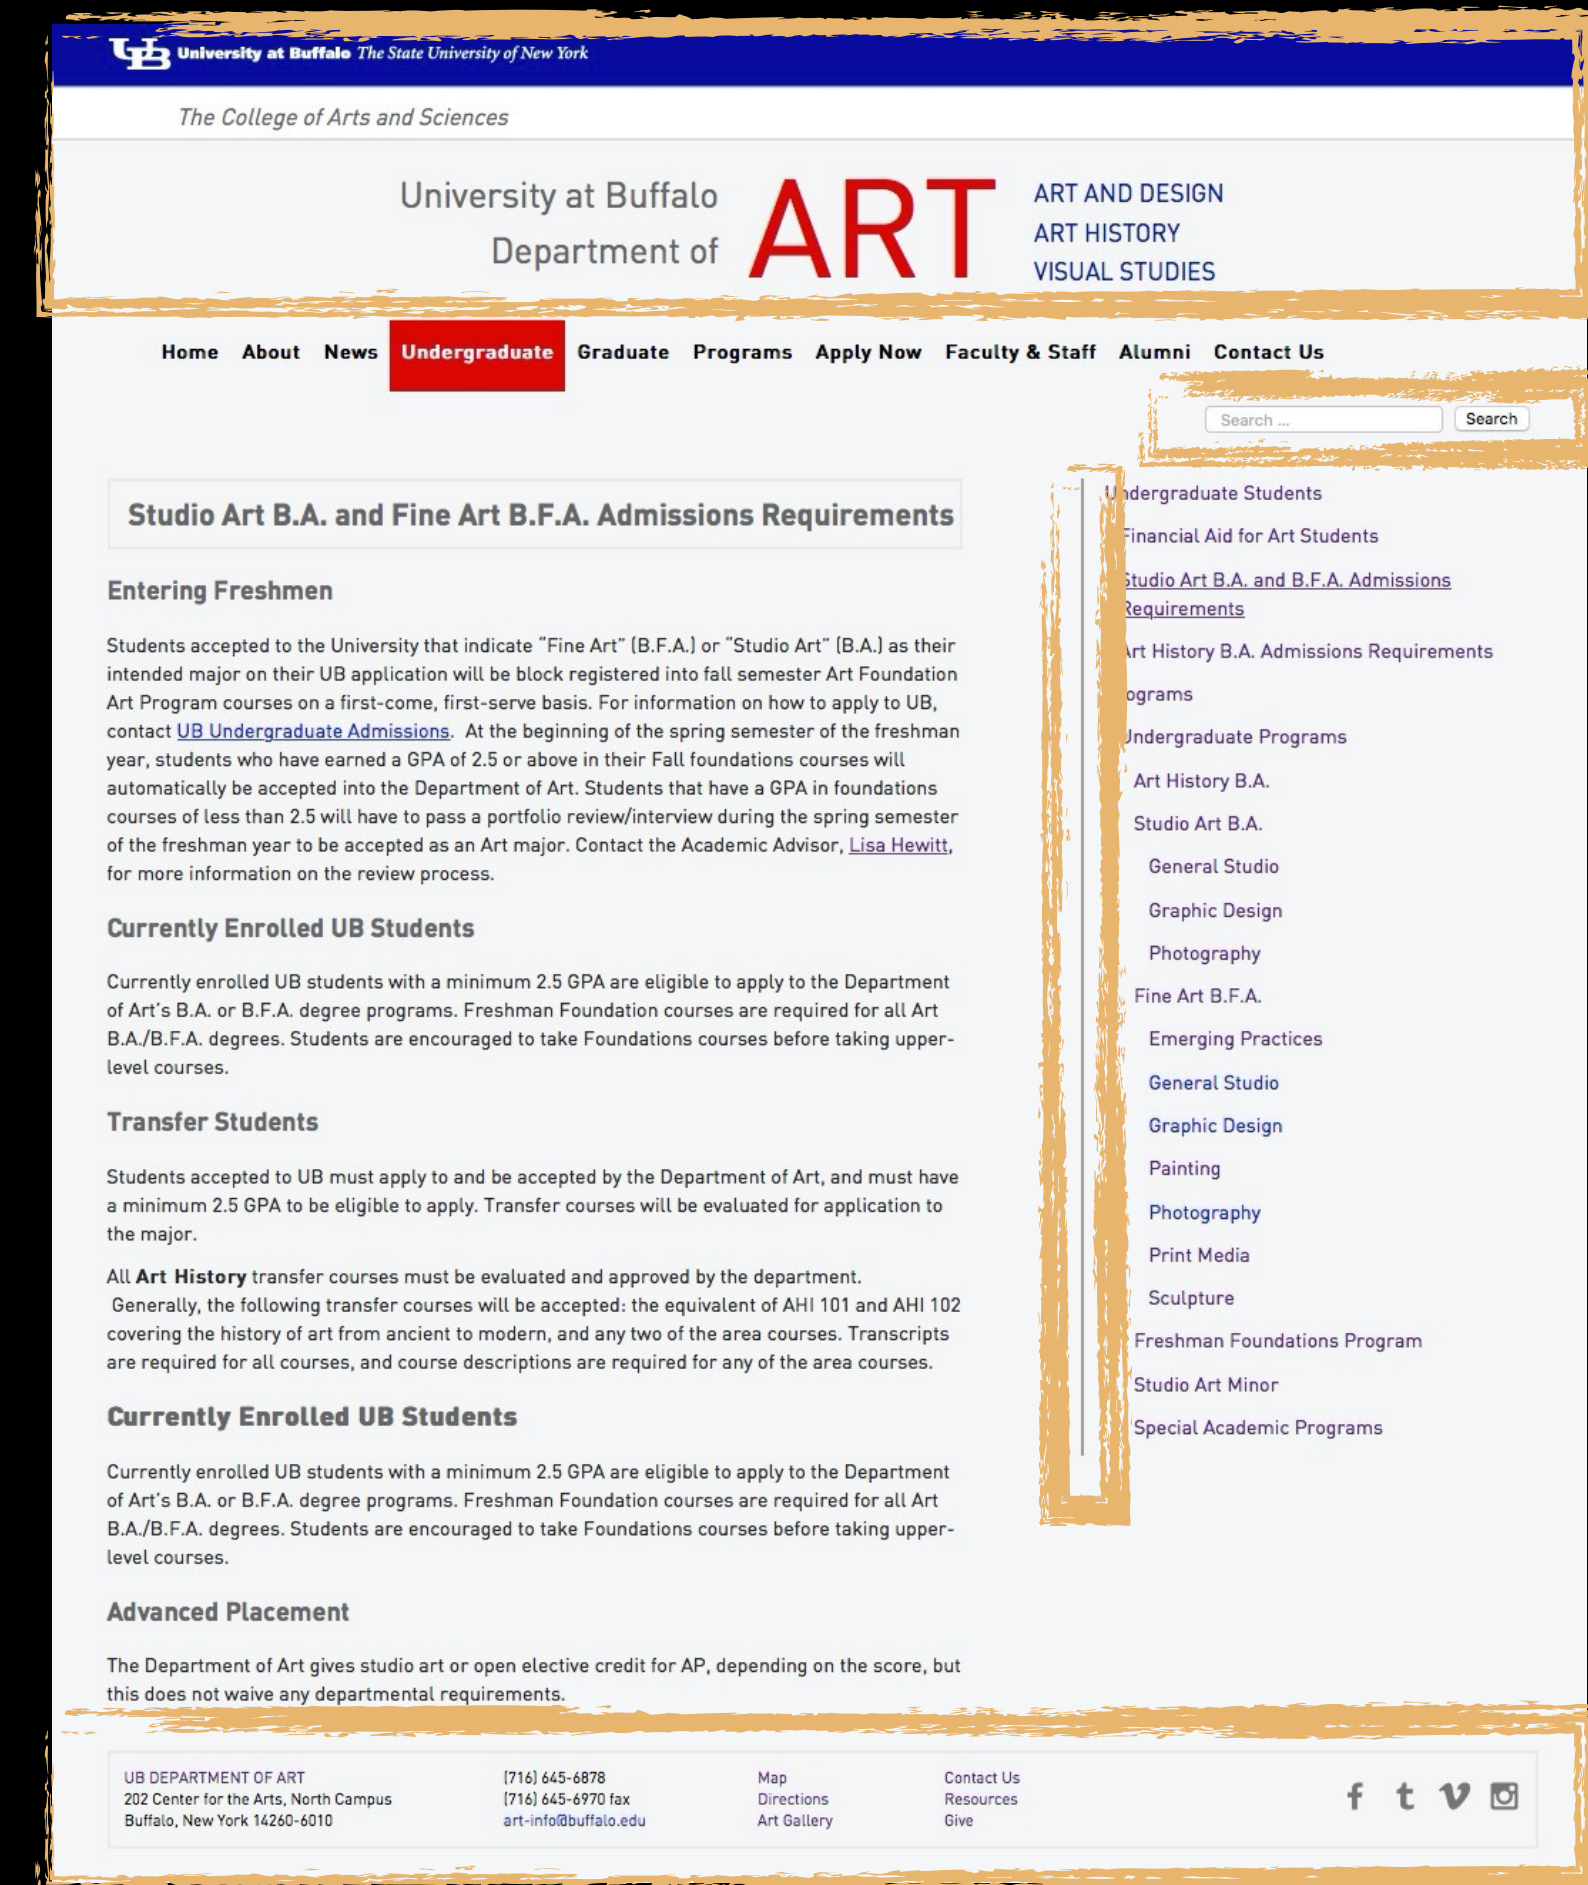 UB University at Buffalo The State University of New York
The College of Arts and Sciences
University at Buffalo
Department of
ART
ART AND DESIGN
ART HISTORY
VISUAL STUDIES
Home About News Undergraduate Graduate Programs Apply Now Faculty & Staff Alumni Contact Us
Search ... Search
Studio Art B.A. and Fine Art B.F.A. Admissions Requirements
Entering Freshmen
Students accepted to the University that indicate “Fine Art” (B.F.A.) or “Studio Art” (B.A.) as their
intended major on their UB application will be block registered into fall semester Art Foundation
Art Program courses on a first-come, first-serve basis. For information on how to apply to UB,
contact UB Undergraduate Admissions. At the beginning of the spring semester of the freshman
year, students who have earned a GPA of 2.5 or above in their Fall foundations courses will
automatically be accepted into the Department of Art. Students that have a GPA in foundations
courses of less than 2.5 will have to pass a portfolio review/interview during the spring semester
of the freshman year to be accepted as an Art major. Contact the Academic Advisor, Lisa Hewitt,
for more information on the review process.
Currently Enrolled UB Students
Currently enrolled UB students with a minimum 2.5 GPA are eligible to apply to the Department
of Art's B.A. or B.F.A. degree programs. Freshman Foundation courses are required for all Art
B.A./B.F.A. degrees. Students are encouraged to take Foundations courses before taking upper-
level courses.
Transfer Students
Students accepted to UB must apply to and be accepted by the Department of Art, and must have
a minimum 2.5 GPA to be eligible to apply. Transfer courses will be evaluated for application to
the major.
All Art History transfer courses must be evaluated and approved by the department.
Generally, the following transfer courses will be accepted: the equivalent of AHI 101 and AHI 102
covering the history of art from ancient to modern, and any two of the area courses. Transcripts
are required for all courses, and course descriptions are required for any of the area courses.
Currently Enrolled UB Students
Currently enrolled UB students with a minimum 2.5 GPA are eligible to apply to the Department
of Art's B.A. or B.F.A. degree programs. Freshman Foundation courses are required for all Art
B.A./B.F.A. degrees. Students are encouraged to take Foundations courses before taking upper-
level courses.
Advanced Placement
The Department of Art gives studio art or open elective credit for AP, depending on the score, but
this does not waive any departmental requirements.
Undergraduate Students
Financial Aid for Art Students
Studio Art B.A. and B.F.A. Admissions
Requirements
Art History B.A. Admissions Requirements
ograms
Undergraduate Programs
Art History B.A.
Studio Art B.A.
General Studio
Graphic Design
Photography
Fine Art B.F.A.
Emerging Practices
General Studio
Graphic Design
Painting
Photography
Print Media
Sculpture
Freshman Foundations Program
Studio Art Minor
Special Academic Programs
UB DEPARTMENT OF ART
202 Center for the Arts, North Campus
Buffalo, New York 14260-6010
(716) 645-6878
(716) 645-6970 fax
art-info@buffalo.edu
Map
Directions
Art Gallery
Contact Us
Resources
Give